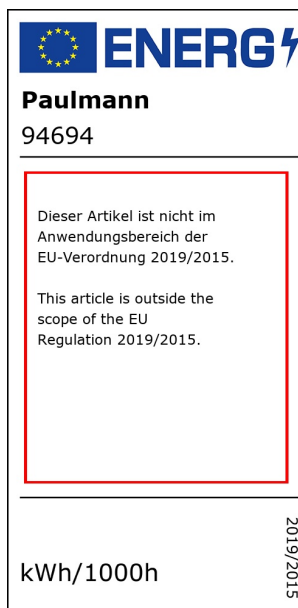 ENERG
Paulmann
94694
Dieser Artikel ist nicht im
Anwendungsbereich der
EU-Verordnung 2019/2015.
This article is outside the
scope of the EU
Regulation 2019/2015.
2019/2015
kWh/1000h